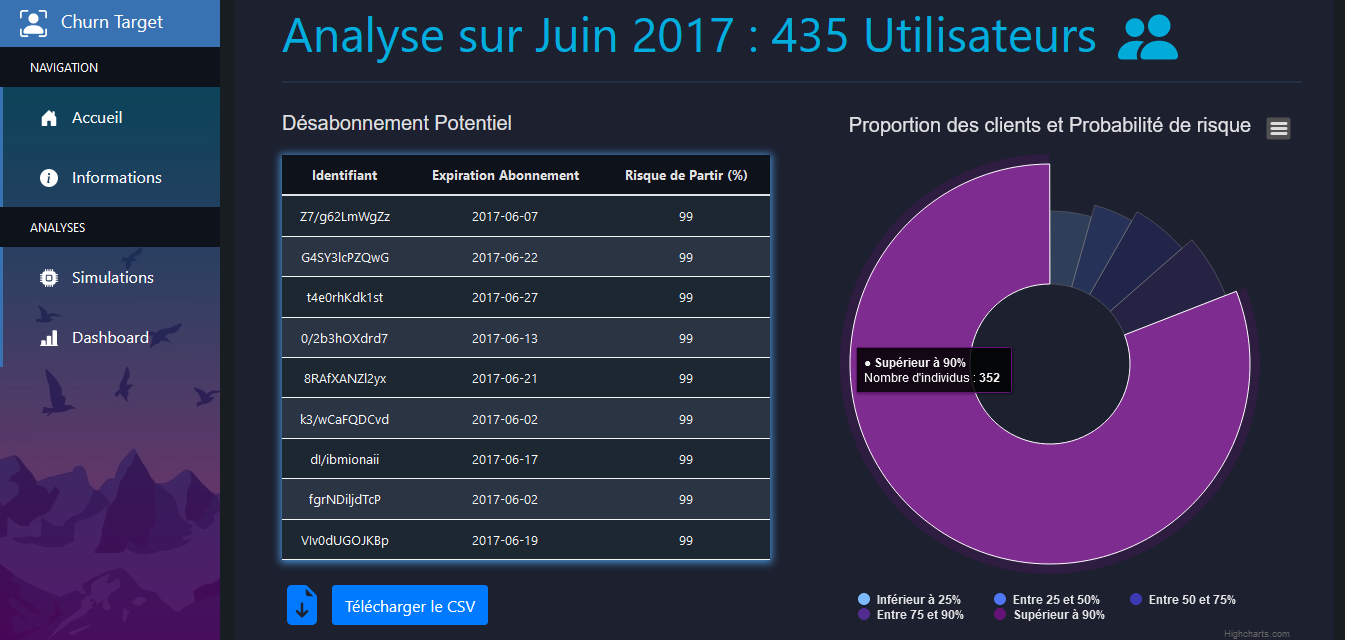 Churn Target
NAVIGATION
Accueil
Informations
ANALYSES
Simulations
Dashboard
Analyse sur Juin 2017 : 435 Utilisateurs
Désabonnement Potentiel
Identifiant Expiration Abonnement Risque de Partir (%)
Z7/g62LmWgZz 2017-06-07 99
G4SY3lcPZQwG 2017-06-22 99
t4e0rhKdk1st 2017-06-27 99
0/2b3hOXdrd7 2017-06-13 99
8RAfXANZl2yx 2017-06-21 99
k3/wCaFQDCvd 2017-06-02 99
dI/ibmionaii 2017-06-17 99
fgrNDiljdTcP 2017-06-02 99
VIv0dUGOJKBp 2017-06-19 99
Télécharger le CSV
Proportion des clients et Probabilité de risque
● Supérieur à 90%
Nombre d'individus : 352
Inférieur à 25% Entre 25 et 50% Entre 50 et 75%
Entre 75 et 90% Supérieur à 90%
Highcharts.com